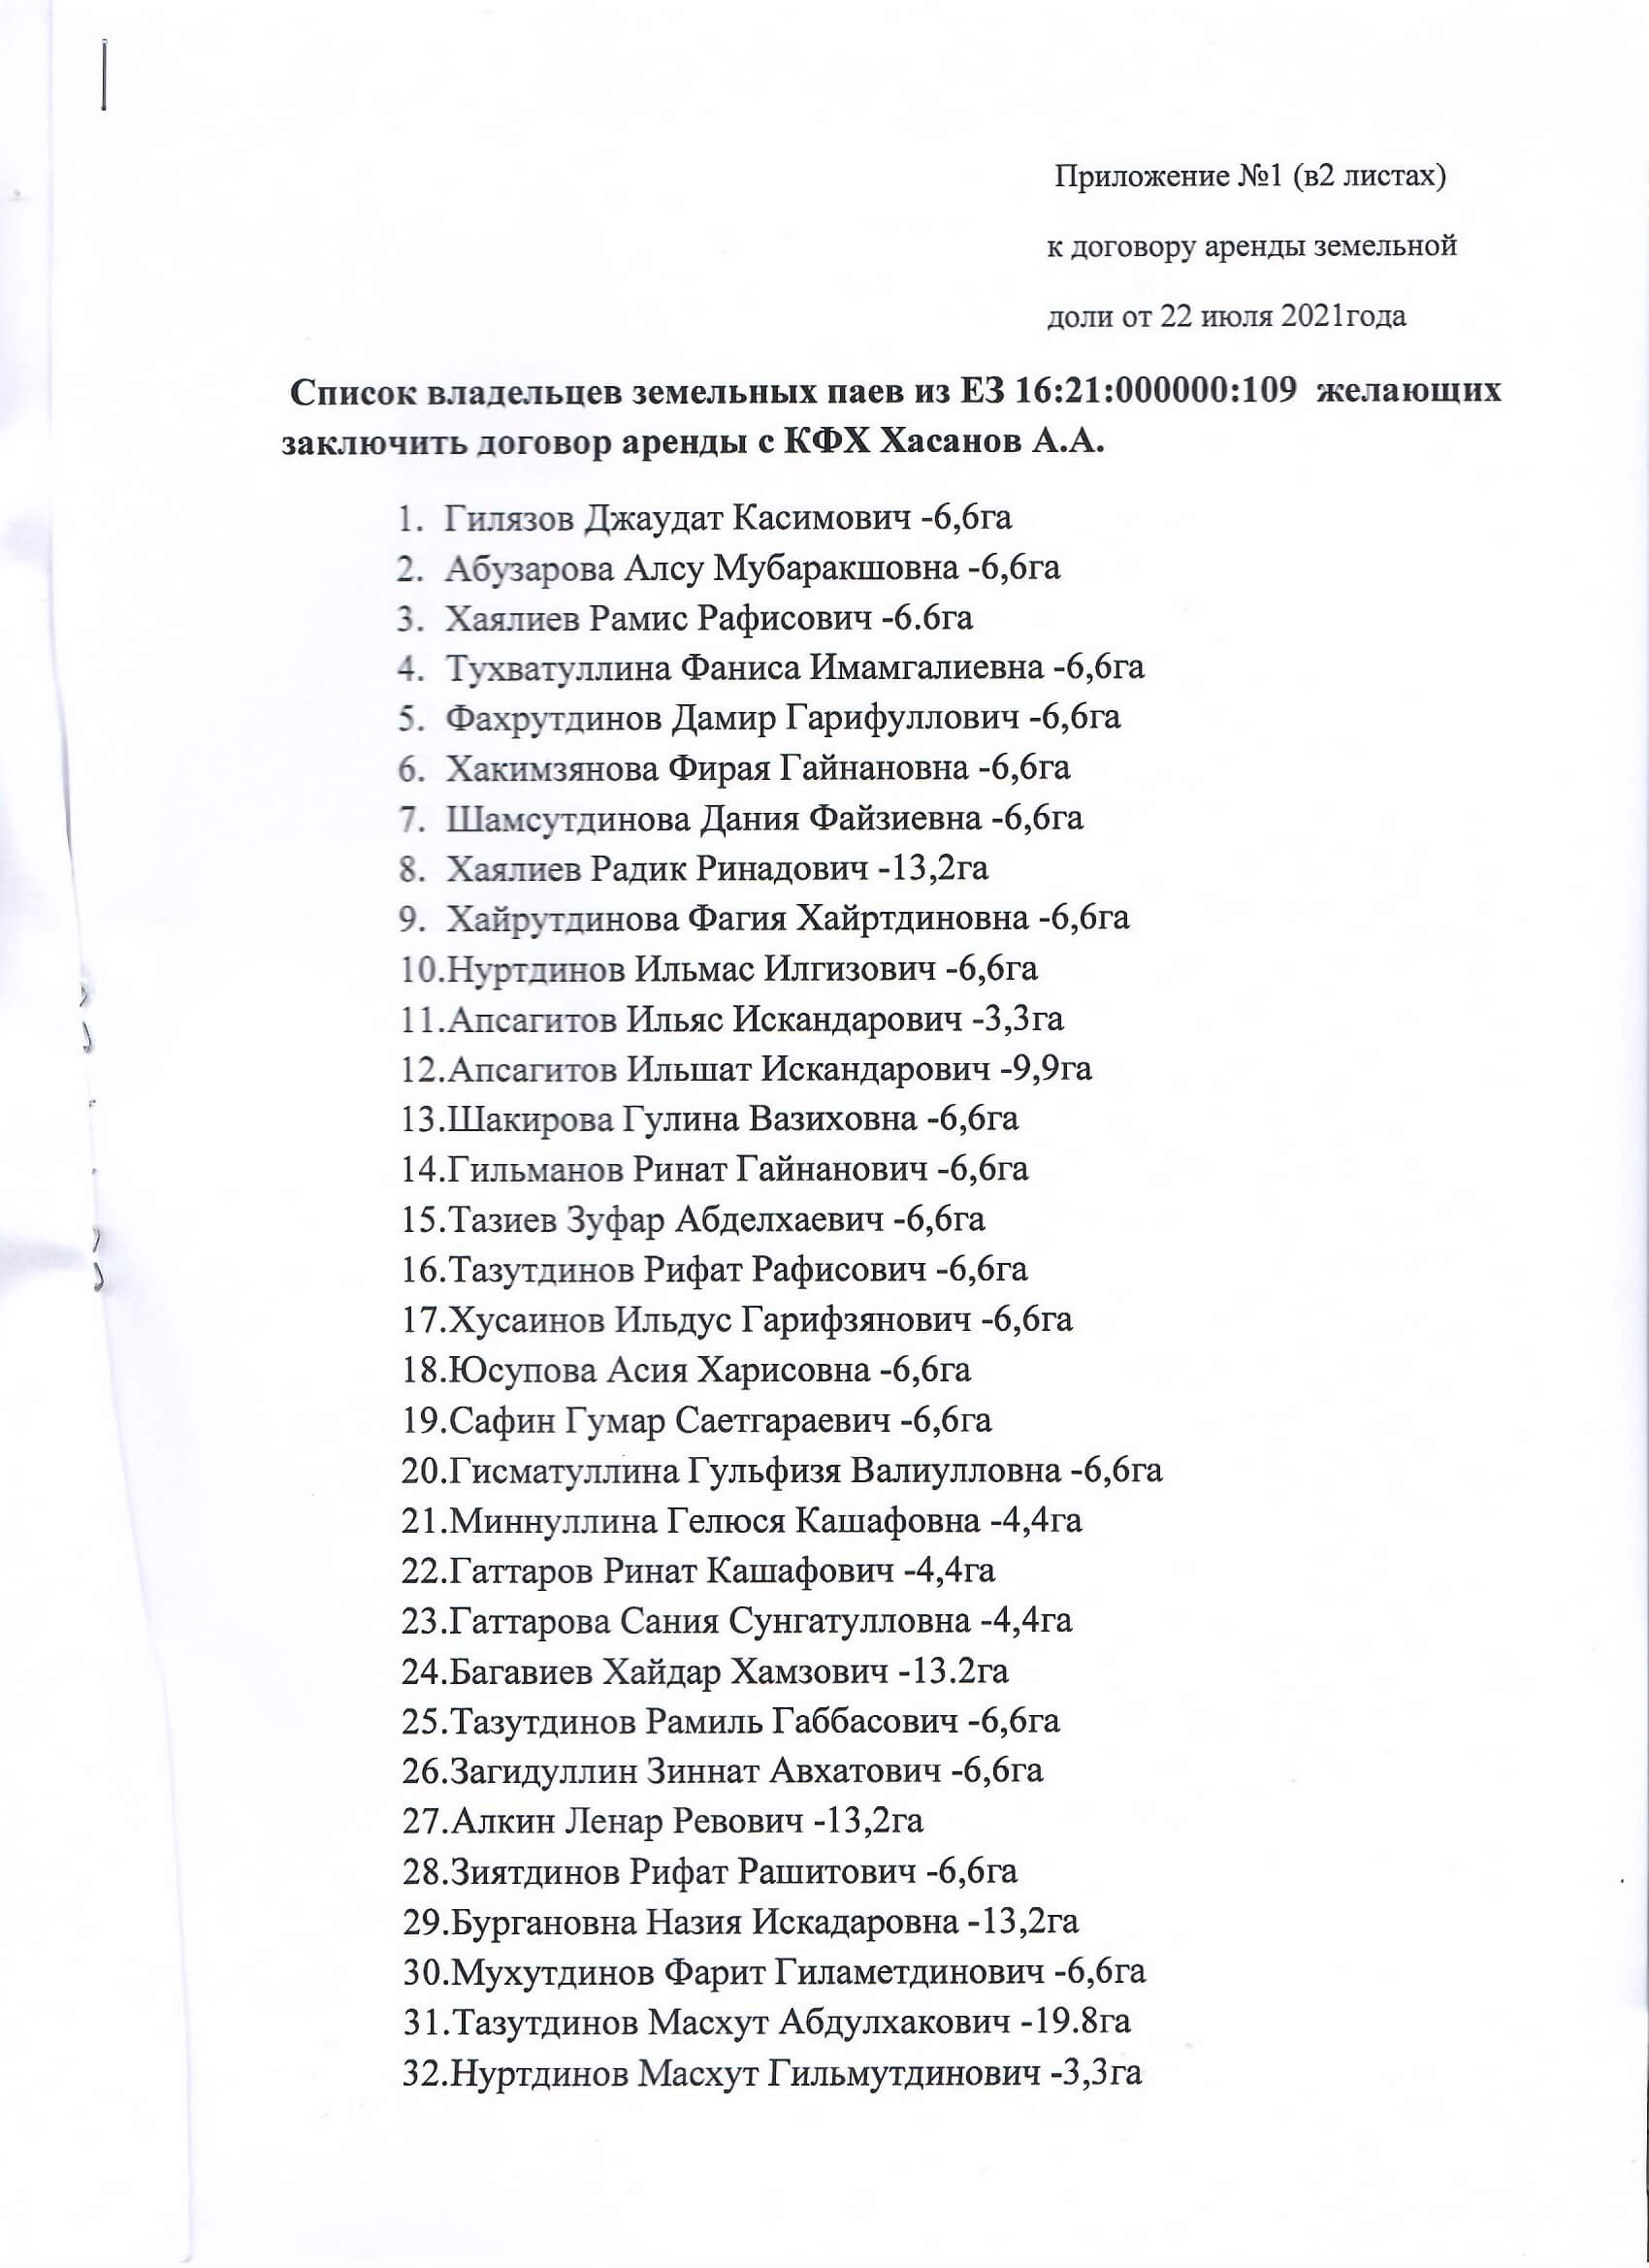 Приложение №1 (в2 листах)
к договору аренды земельной
доли от 22 июля 2021года
Список владельцев земельных паев из ЕЗ 16:21:000000:109 желающих
заключить договор аренды с КФХ Хасанов А.А.
1. Гилязов Джаудат Касимович -6,6га
2. Абузарова Алсу Мубаракшовна -6,6га
3. Хаялиев Рамис Рафисович -6.6га
4. Тухватуллина Фаниса Имамгалиевна -6,6га
5. Фахрутдинов Дамир Гарифуллович -6,6га
6. Хакимзянова Фирая Гайнановна -6,6га
7. Шамсутдинова Дания Файзиевна -6,6га
8. Хаялиев Радик Ринадович -13,2га
9. Хайрутдинова Фагия Хайртдиновна -6,6га
10.Нуртдинов Ильмас Илгизович -6,6га
11.Апсагитов Ильяс Искандарович -3,3га
12.Апсагитов Ильшат Искандарович -9,9га
13.Шакирова Гулина Вазиховна -6,6га
14.Гильманов Ринат Гайнанович -6,6га
15.Тазиев Зуфар Абделхаевич -6,6га
16.Тазутдинов Рифат Рафисович -6,6га
17.Хусаинов Ильдус Гарифзянович -6,6га
18.Юсупова Асия Харисовна -6,6га
19.Сафин Гумар Саетгараевич -6,6га
20.Гисматуллина Гульфизя Валиулловна -6,6га
21.Миннуллина Гелюся Кашафовна -4,4га
22.Гаттаров Ринат Кашафович -4,4га
23.Гаттарова Сания Сунгатулловна -4,4га
24.Багавиев Хайдар Хамзович -13.2га
25.Тазутдинов Рамиль Габбасович -6,6га
26.Загидуллин Зиннат Авхатович -6,6га
27.Алкин Ленар Ревович -13,2га
28.Зиятдинов Рифат Рашитович -6,6га
29.Бургановна Назия Искадаровна -13,2га
30.Мухутдинов Фарит Гиламетдинович -6,6га
31.Тазутдинов Масхут Абдулхакович -19.8га
32.Нуртдинов Масхут Гильмутдинович -3,3га